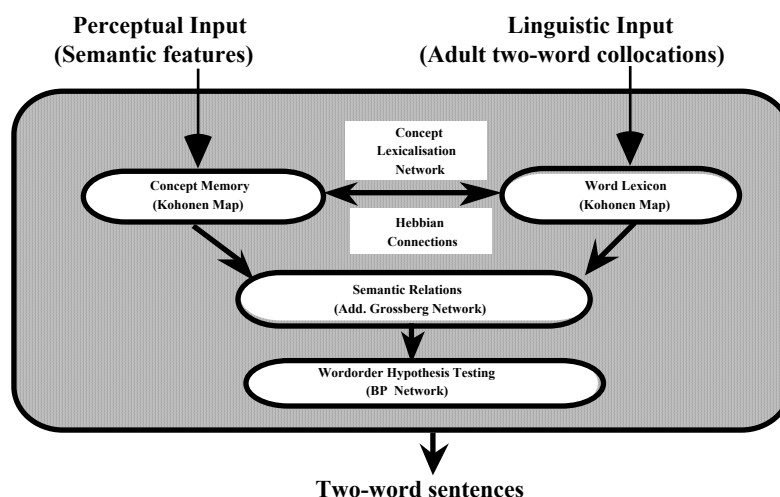 Perceptual Input
(Semantic features)
Linguistic Input
(Adult two-word collocations)
Concept
Lexicalisation
Network
Concept Memory
(Kohonen Map)
Word Lexicon
(Kohonen Map)
Hebbian
Connections
Semantic Relations
(Add. Grossberg Network)
Wordorder Hypothesis Testing
(BP Network)
Two-word sentences